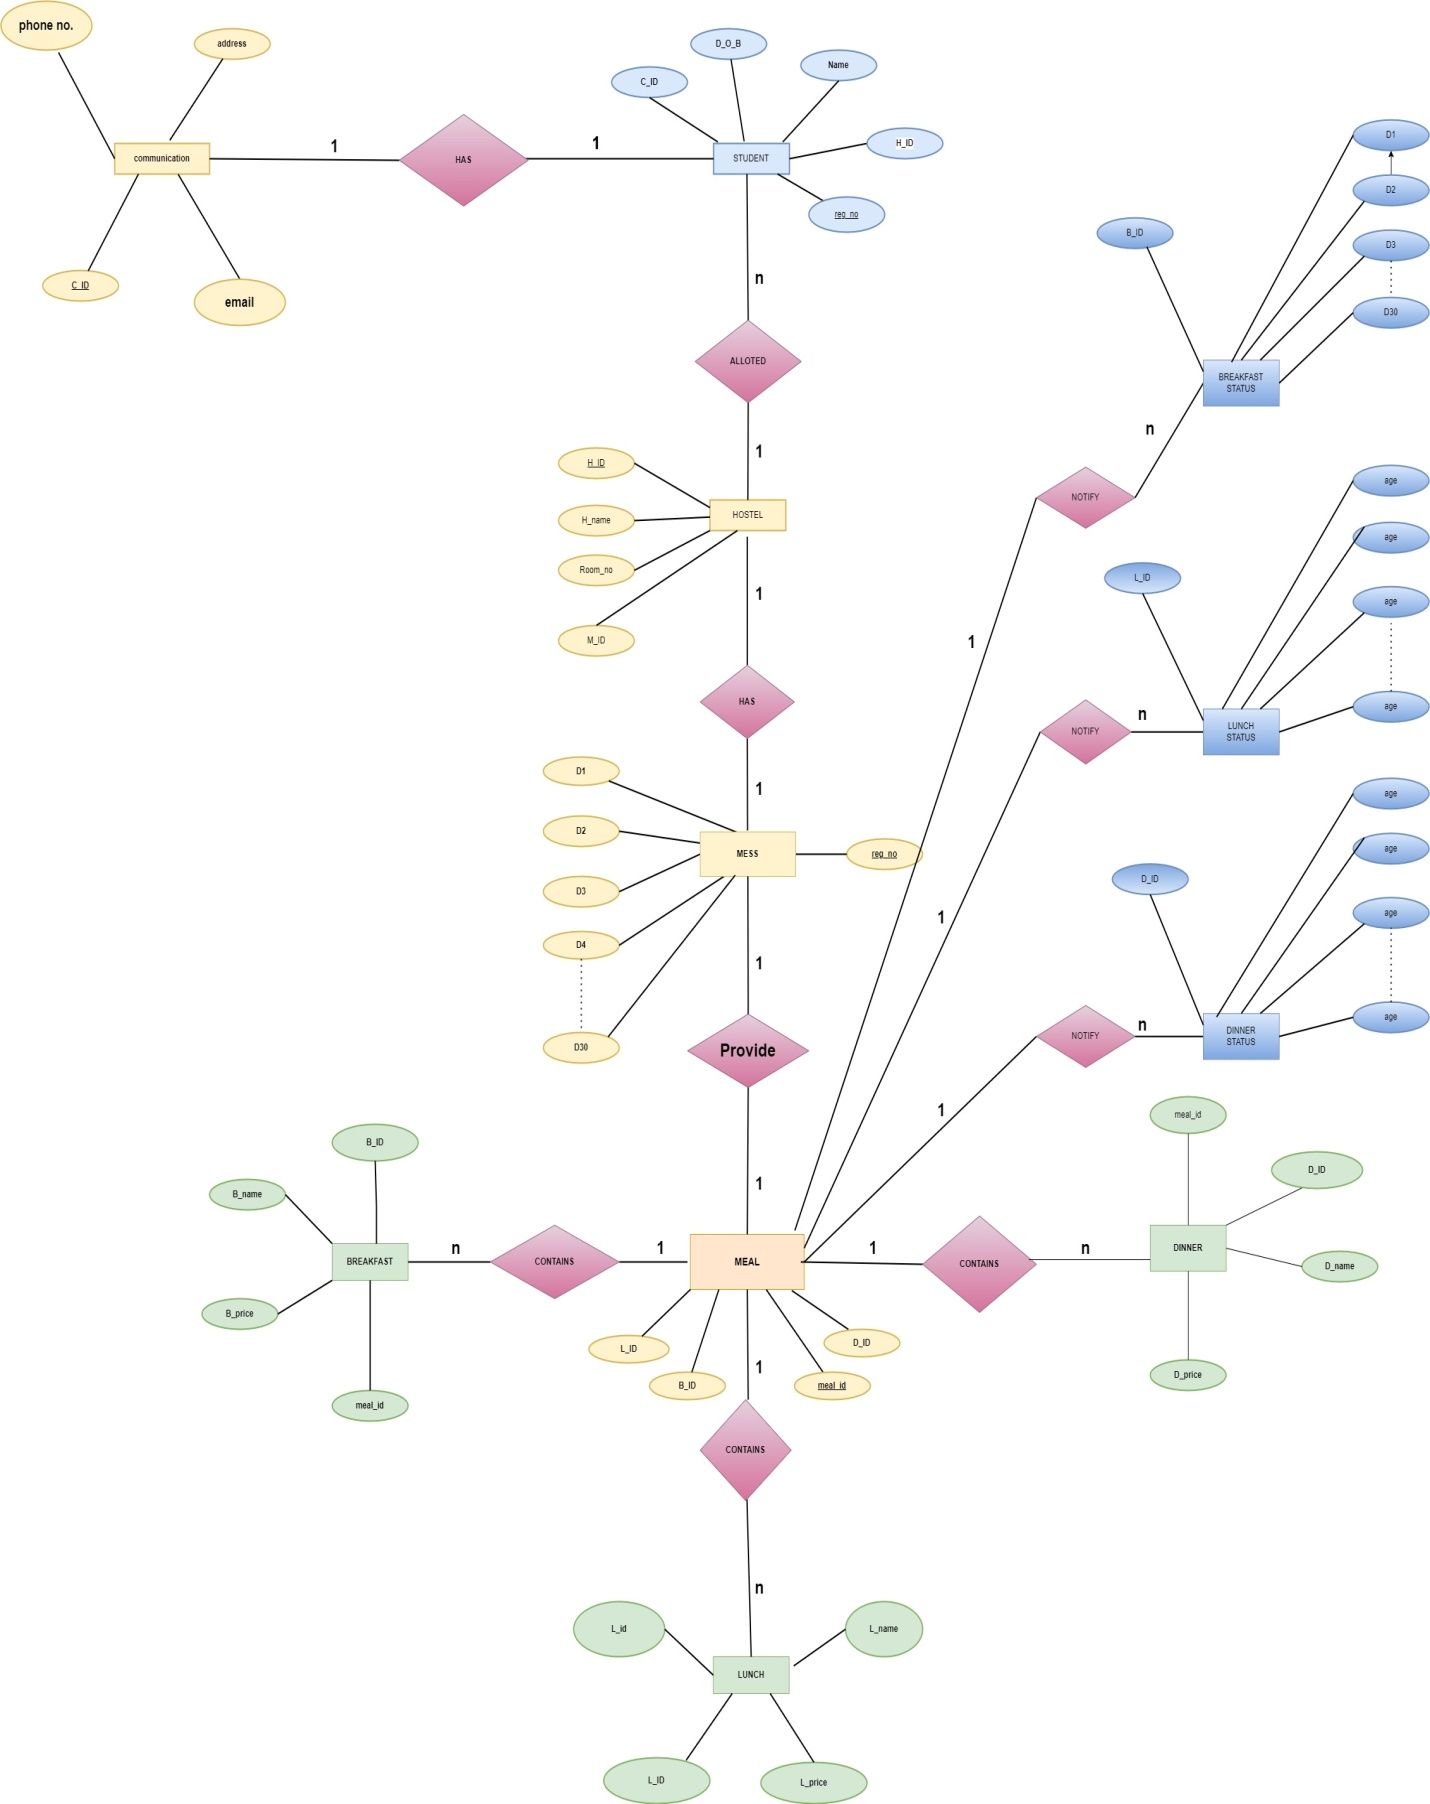 phone no.
address
D_O_B
Name
C_ID
H_ID
reg_no
communication
1
HAS
1
STUDENT
C_ID
email
n
ALLOTED
1
H_ID
H_name
Room_no
M_ID
HOSTEL
1
HAS
1
D1
D2
D3
D4
D30
MESS
reg_no
1
Provide
1
B_ID
D1
D2
D3
D30
BREAKFAST
STATUS
n
NOTIFY
1
L_ID
age
age
age
age
LUNCH
STATUS
n
NOTIFY
1
D_ID
age
age
age
age
DINNER
STATUS
n
NOTIFY
1
B_ID
B_name
BREAKFAST
B_price
meal_id
n
CONTAINS
1
MEAL
L_ID
B_ID
meal_id
D_ID
1
CONTAINS
n
meal_id
D_ID
DINNER
D_name
D_price
1
CONTAINS
n
L_id
L_name
LUNCH
L_ID
L_price